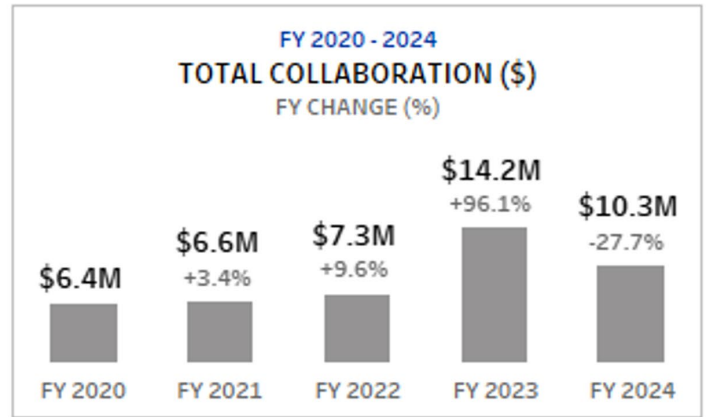 FY 2020 - 2024
TOTAL COLLABORATION ($)
FY CHANGE (%)
$6.4M
$6.6M
+3.4%
$7.3M
+9.6%
$14.2M
+96.1%
$10.3M
-27.7%
FY 2020
FY 2021
FY 2022
FY 2023
FY 2024